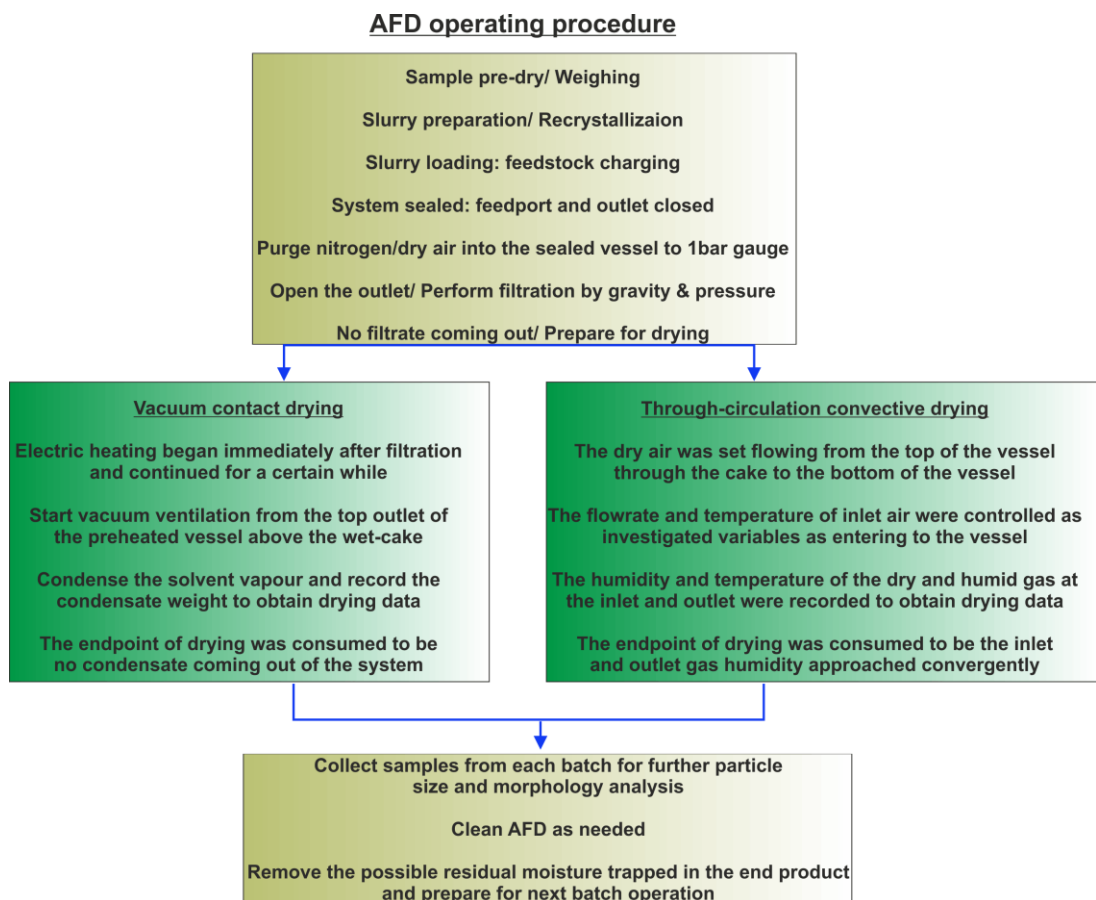 AFD operating procedure
Sample pre-dry/ Weighing
Slurry preparation/ Recrystallizaion
Slurry loading: feedstock charging
System sealed: feedport and outlet closed
Purge nitrogen/dry air into the sealed vessel to 1bar gauge
Open the outlet/ Perform filtration by gravity & pressure
No filtrate coming out/ Prepare for drying
Vacuum contact drying
Electric heating began immediately after filtration
and continued for a certain while
Start vacuum ventilation from the top outlet of
the preheated vessel above the wet-cake
Condense the solvent vapour and record the
condensate weight to obtain drying data
The endpoint of drying was consumed to be
no condensate coming out of the system
Through-circulation convective drying
The dry air was set flowing from the top of the vessel
through the cake to the bottom of the vessel
The flowrate and temperature of inlet air were controlled as
investigated variables as entering to the vessel
The humidity and temperature of the dry and humid gas at
the inlet and outlet were recorded to obtain drying data
The endpoint of drying was consumed to be the inlet
and outlet gas humidity approached convergently
Collect samples from each batch for further particle
size and morphology analysis
Clean AFD as needed
Remove the possible residual moisture trapped in the end product
and prepare for next batch operation